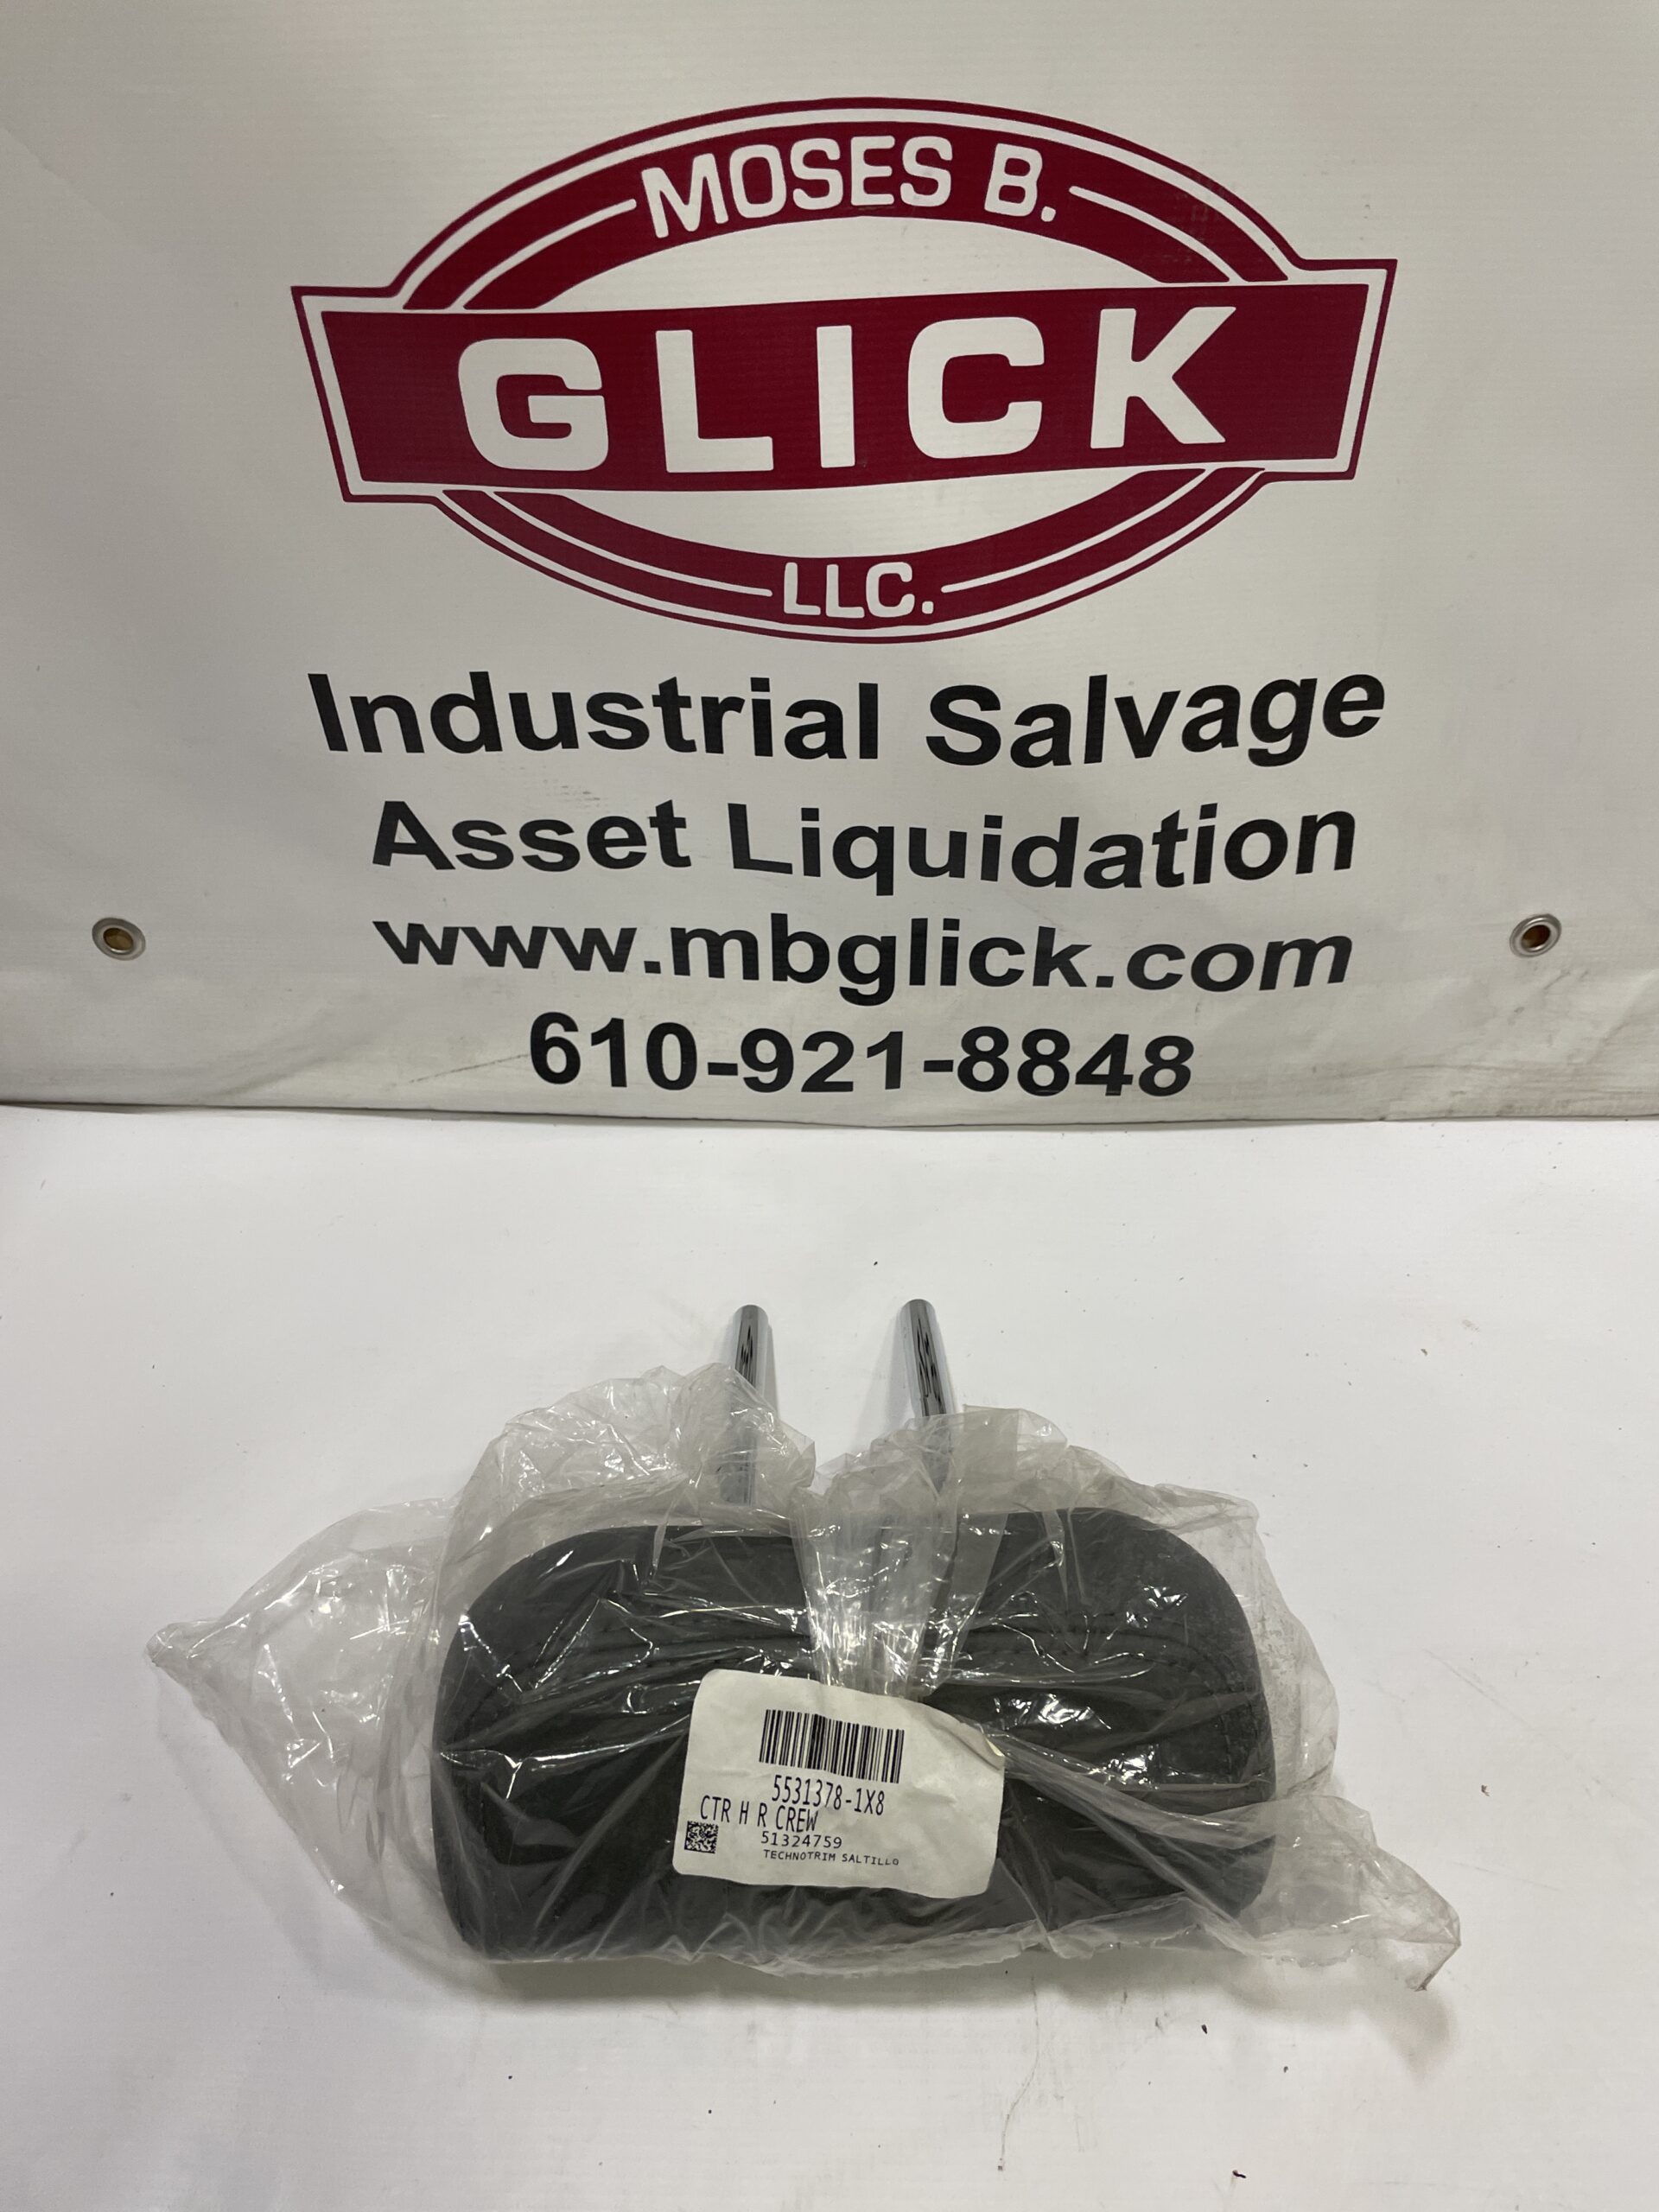 MOSES B.
GLICK
LLC.
Industrial Salvage
Asset Liquidation
www.mbglick.com
610-921-8848
5531378-1X8
CTR H R CREW
51324759
TECHNOTRIM SALTILLO